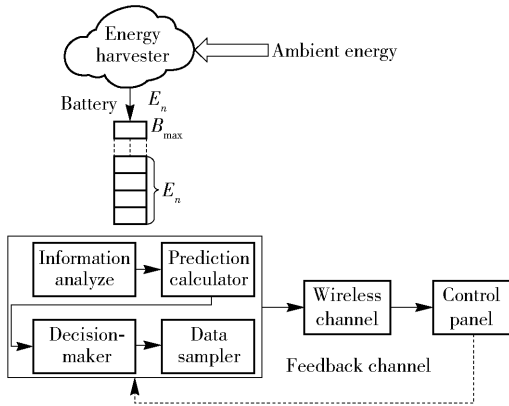 Energy
harvester
Ambient energy
Battery
E_n
B_max
E_n
Information
analyze
Prediction
calculator
Wireless
channel
Control
panel
Decision-
maker
Data
sampler
Feedback channel